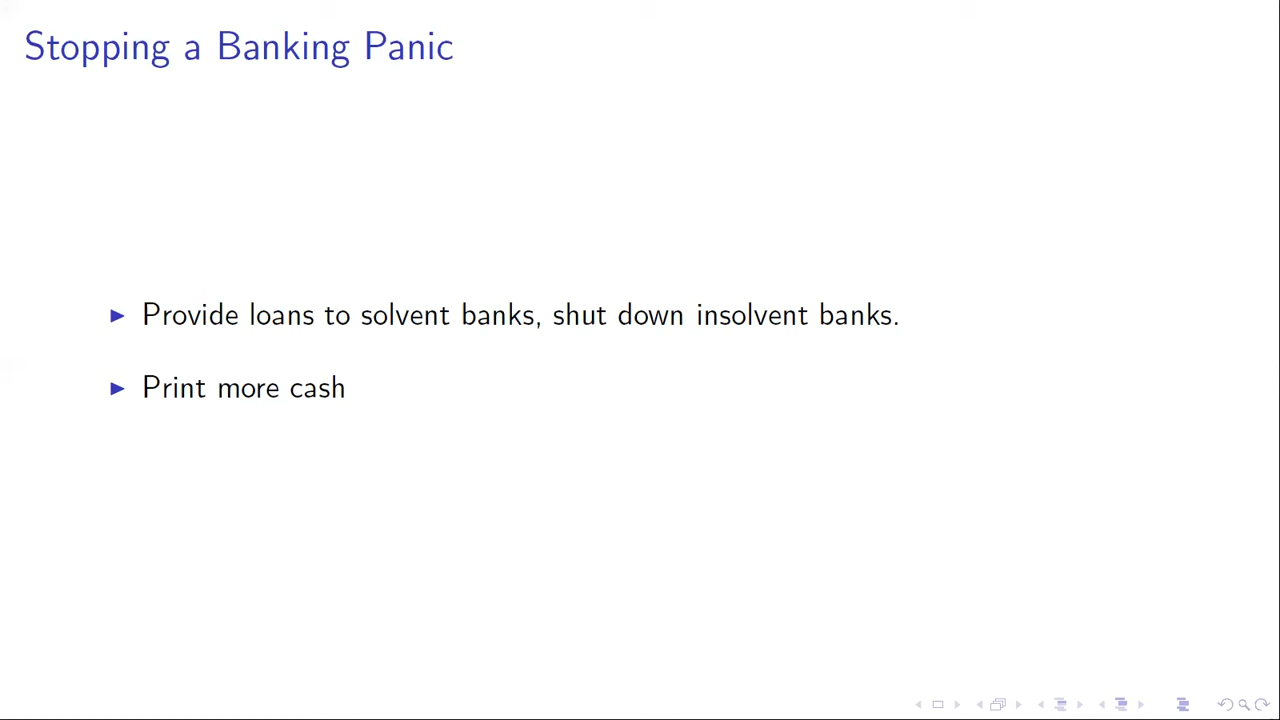 Stopping a Banking Panic
Provide loans to solvent banks, shut down insolvent banks.
Print more cash